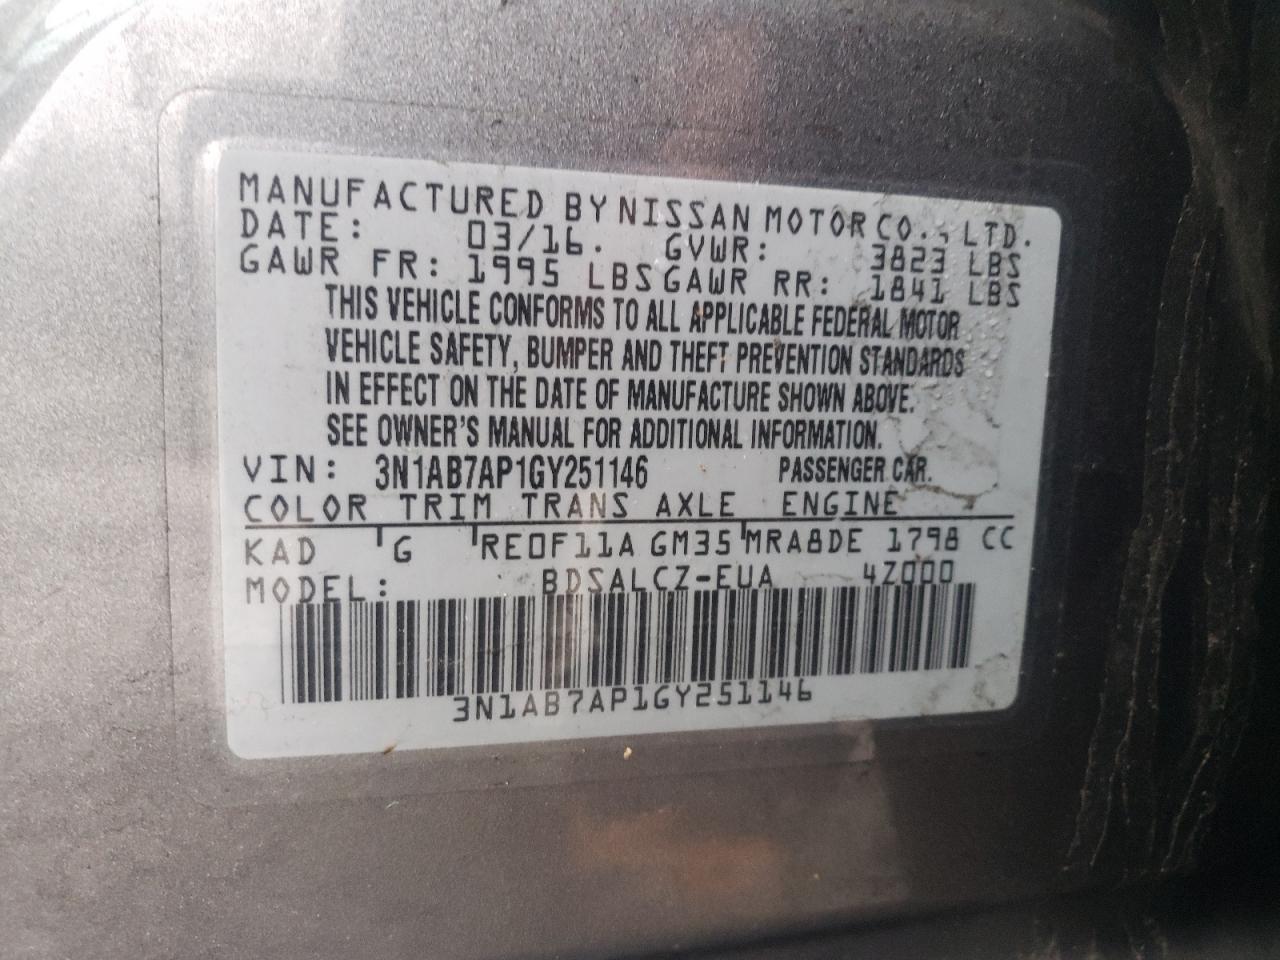 MANUFACTURED BY NISSAN MOTOR CO., LTD.
DATE: 03/16. GVWR: 3823 LBS
GAWR FR: 1995 LBS GAWR RR: 1841 LBS
THIS VEHICLE CONFORMS TO ALL APPLICABLE FEDERAL MOTOR
VEHICLE SAFETY, BUMPER AND THEFT PREVENTION STANDARDS
IN EFFECT ON THE DATE OF MANUFACTURE SHOWN ABOVE.
SEE OWNER'S MANUAL FOR ADDITIONAL INFORMATION.
VIN: 3N1AB7AP1GY251146 PASSENGER CAR.
COLOR TRIM TRANS AXLE ENGINE
KAD G RE0F11A GM35 MRA8DE 1798 CC
MODEL: BDSALCZ-EUA 4Z000
3N1AB7AP1GY251146